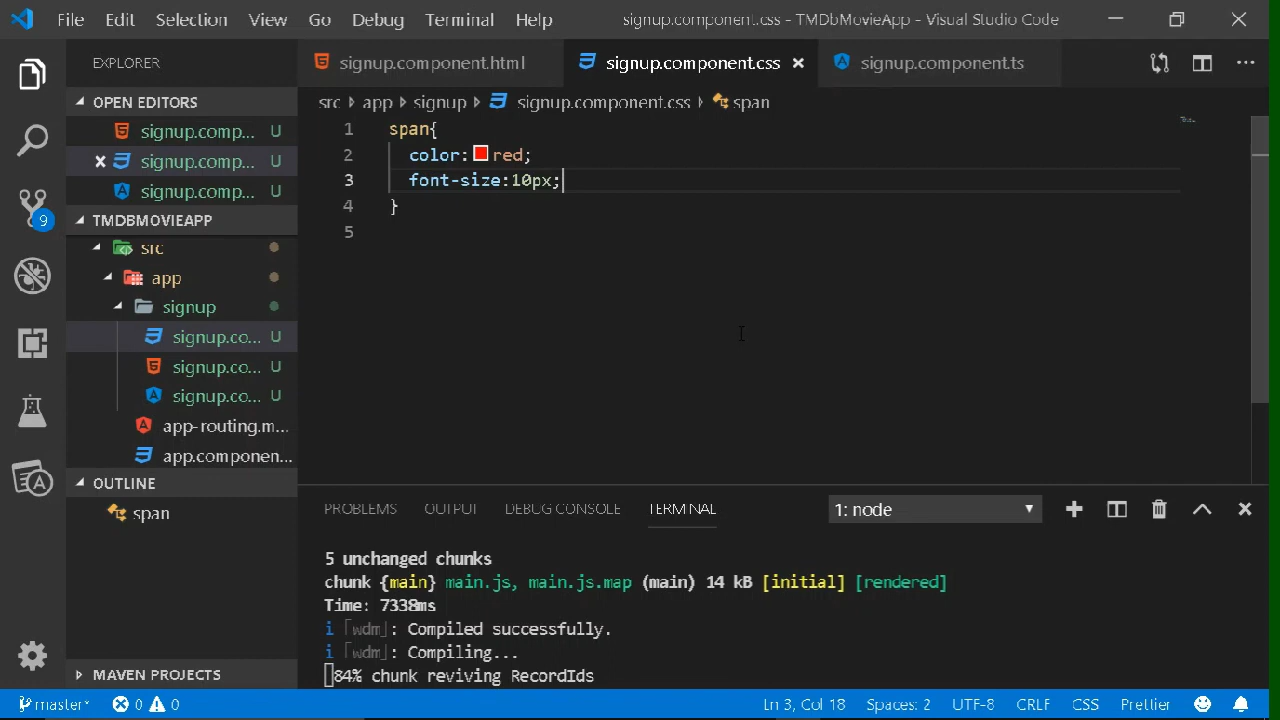 File Edit Selection View Go Debug Terminal Help signup.component.css - TMDbMovieApp - Visual Studio Code
EXPLORER
signup.component.html signup.component.css signup.component.ts
OPEN EDITORS
signup.comp... U
signup.comp... U
signup.comp... U
9
TMDBMOVIEAPP
src
app
signup
signup.co... U
signup.co... U
signup.co... U
app-routing.m...
app.componen...
OUTLINE
span
MAVEN PROJECTS
src app signup signup.component.css span
1 span{
2 color: red;
3 font-size:10px;
4 }
5
PROBLEMS OUTPUT DEBUG CONSOLE TERMINAL 1: node
5 unchanged chunks
chunk {main} main.js, main.js.map (main) 14 kB [initial] [rendered]
Time: 7338ms
i ｢wdm｣: Compiled successfully.
i ｢wdm｣: Compiling...
84% chunk reviving RecordIds
master* 0 0 Ln 3, Col 18 Spaces: 2 UTF-8 CRLF CSS Prettier